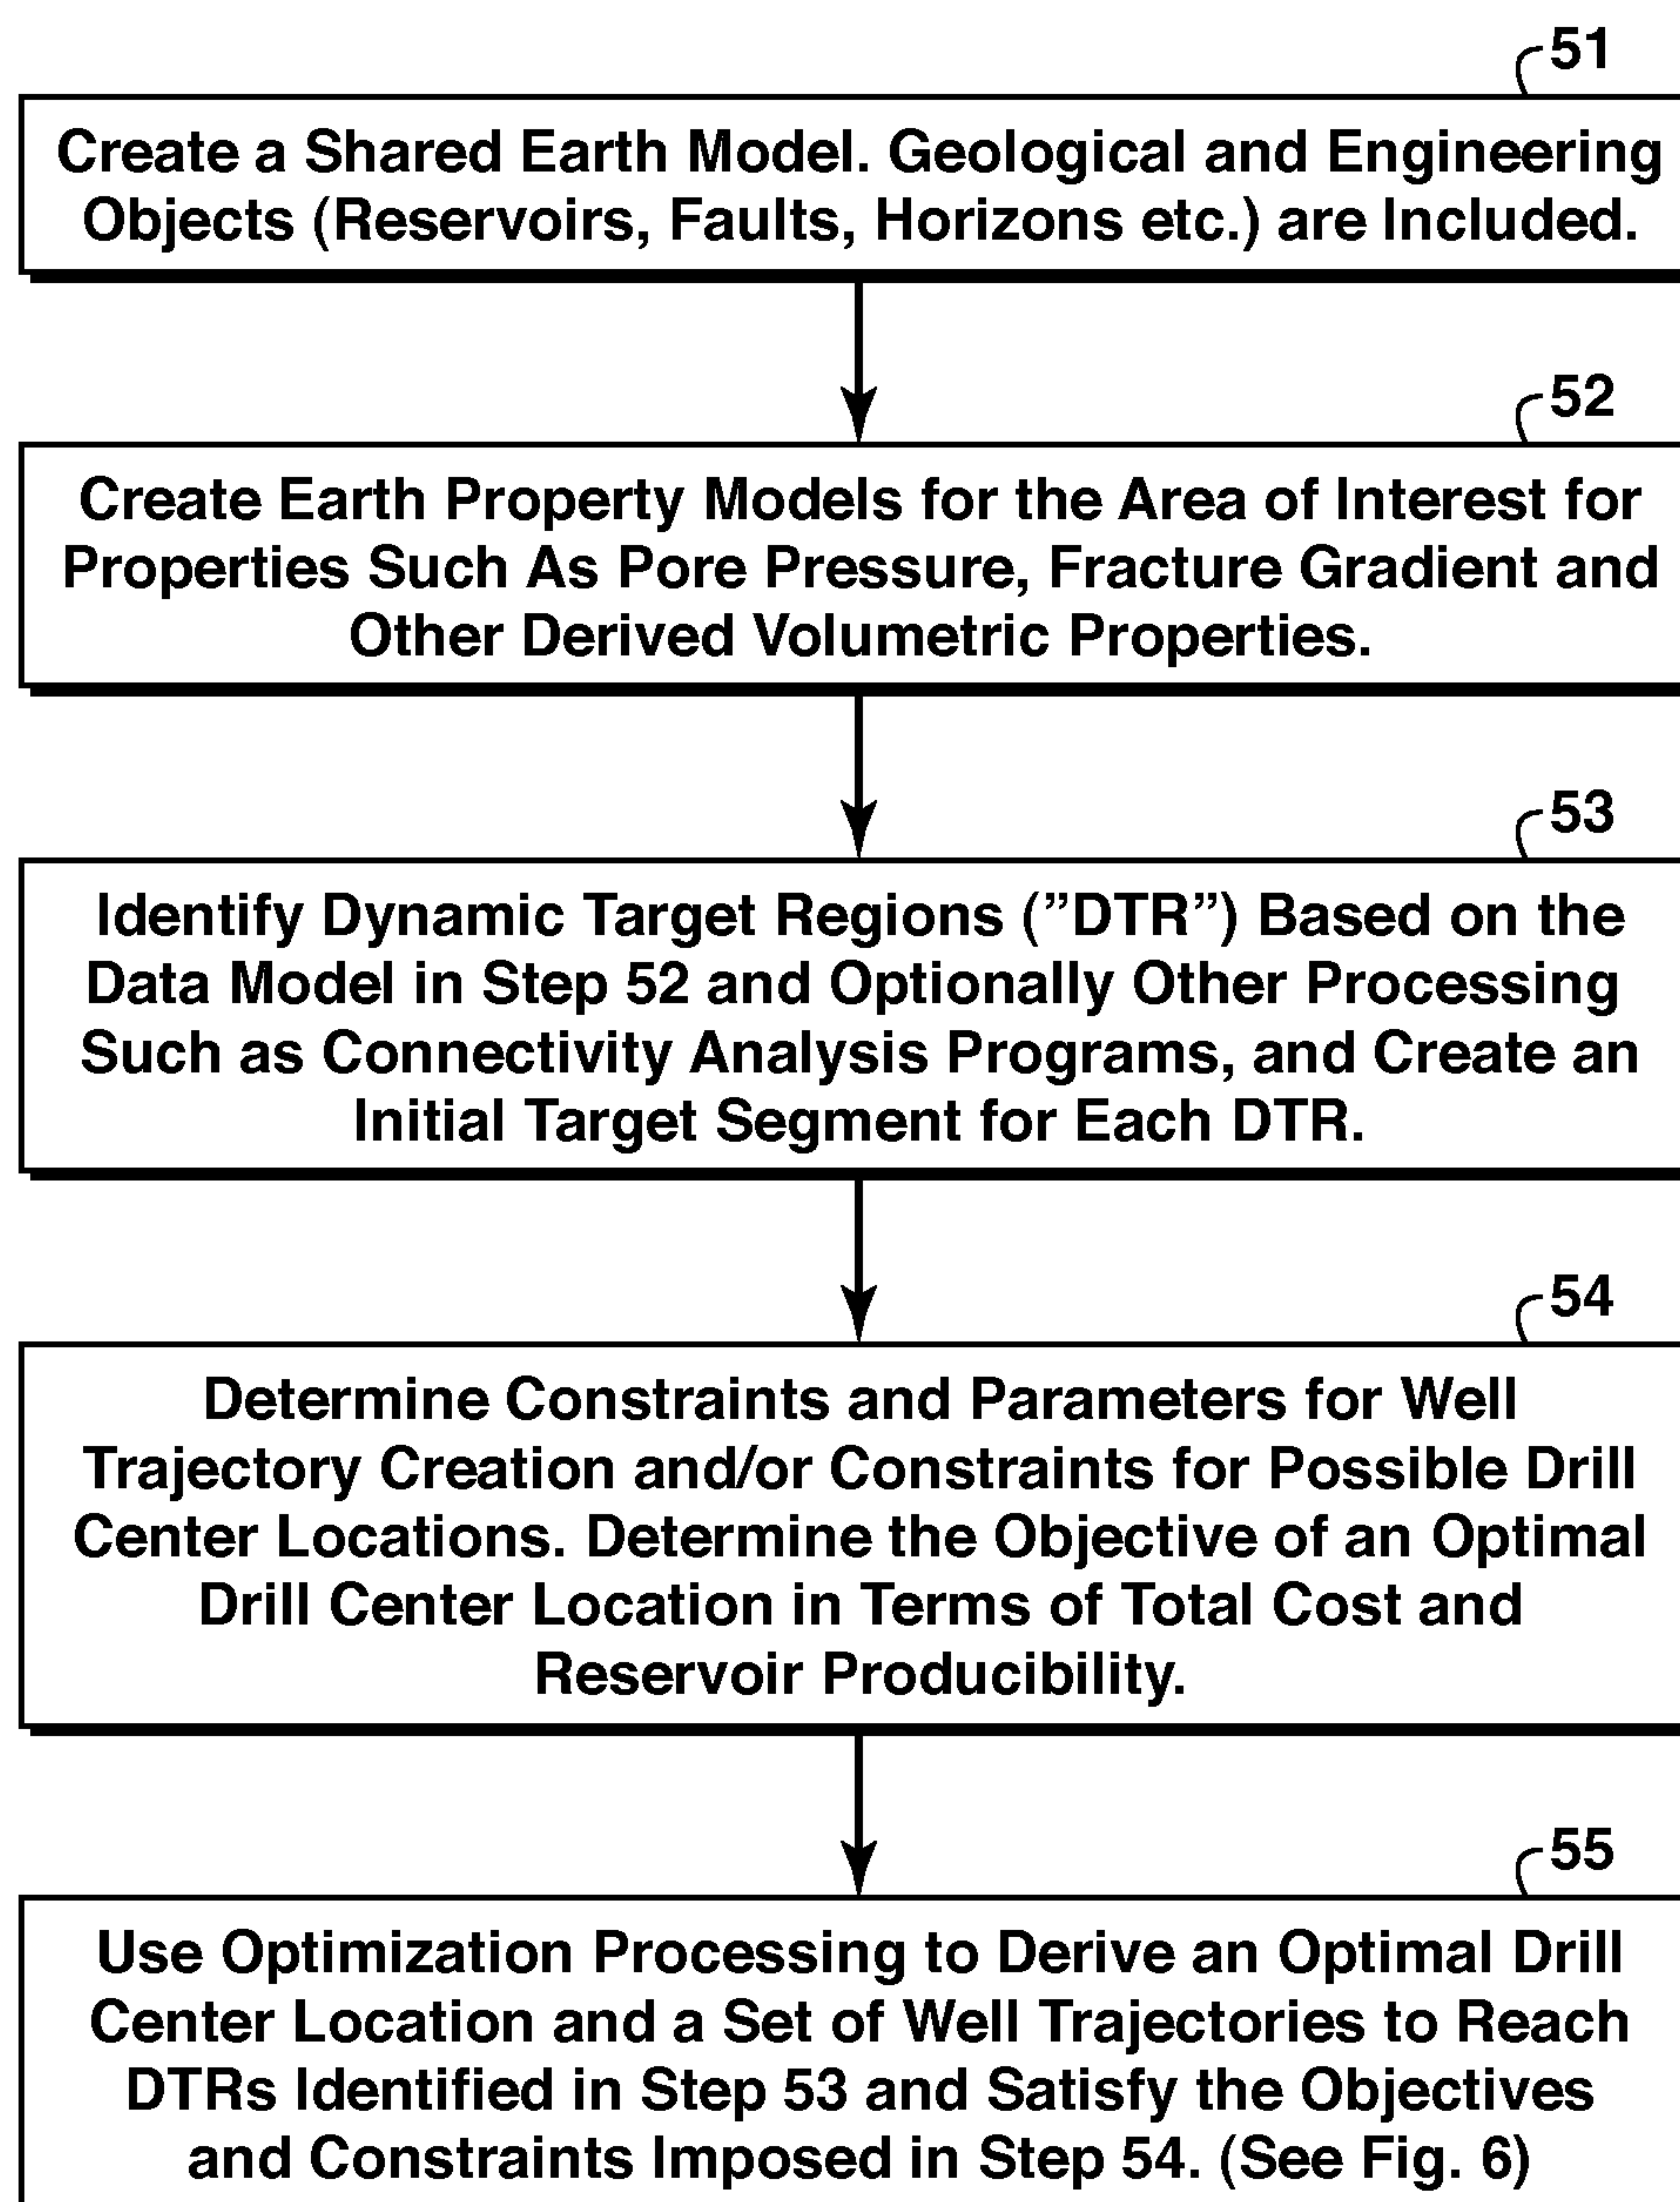 51
Create a Shared Earth Model. Geological and Engineering
Objects (Reservoirs, Faults, Horizons etc.) are Included.
52
Create Earth Property Models for the Area of Interest for
Properties Such As Pore Pressure, Fracture Gradient and
Other Derived Volumetric Properties.
53
Identify Dynamic Target Regions (”DTR”) Based on the
Data Model in Step 52 and Optionally Other Processing
Such as Connectivity Analysis Programs, and Create an
Initial Target Segment for Each DTR.
54
Determine Constraints and Parameters for Well
Trajectory Creation and/or Constraints for Possible Drill
Center Locations. Determine the Objective of an Optimal
Drill Center Location in Terms of Total Cost and
Reservoir Producibility.
55
Use Optimization Processing to Derive an Optimal Drill
Center Location and a Set of Well Trajectories to Reach
DTRs Identified in Step 53 and Satisfy the Objectives
and Constraints Imposed in Step 54. (See Fig. 6)